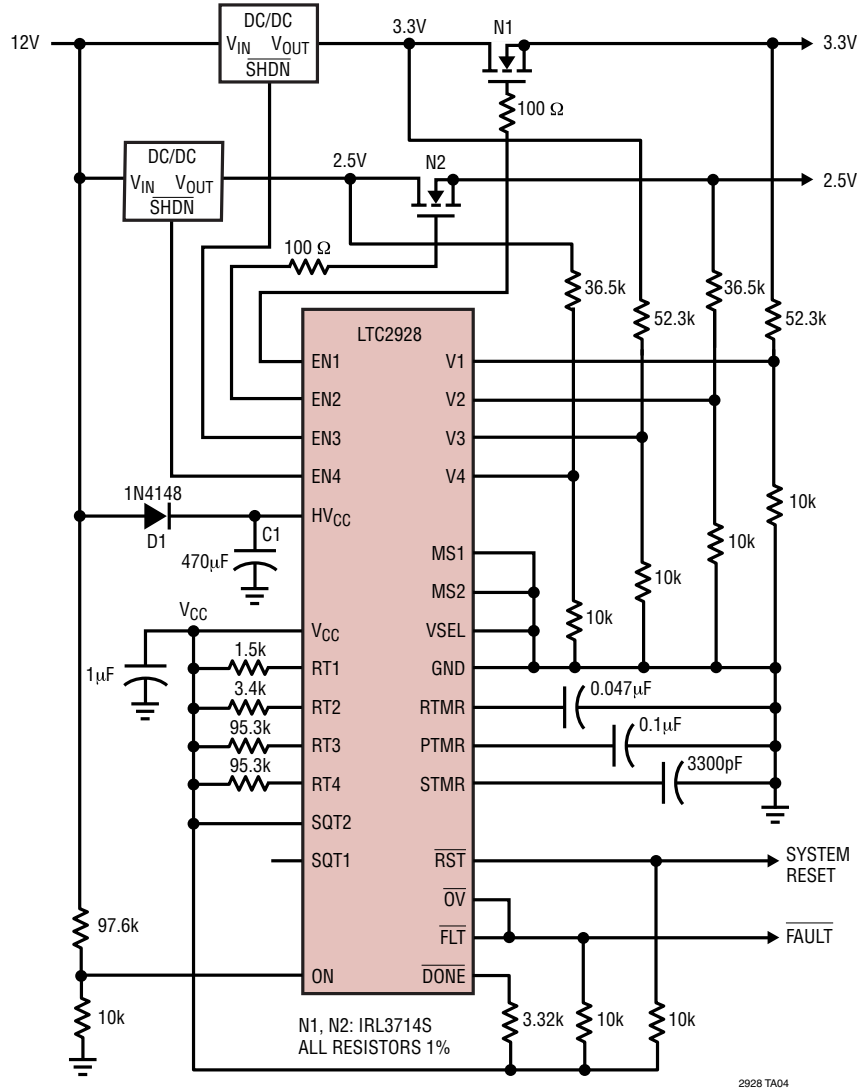 DC/DC
3.3V
N1
12V
VIN VOUT
3.3V
SHDN
100 Ω
DC/DC
2.5V
N2
VIN VOUT
2.5V
SHDN
100 Ω
36.5k
36.5k
52.3k
52.3k
LTC2928
EN1
V1
EN2
V2
EN3
V3
EN4
V4
1N4148
D1
HVCC
C1
470µF
10k
10k
10k
10k
MS1
MS2
VCC
VCC
VSEL
1µF
1.5k
RT1
GND
3.4k
RT2
RTMR
0.047µF
95.3k
RT3
PTMR
0.1µF
95.3k
RT4
STMR
3300pF
SQT2
SQT1
RST
SYSTEM
RESET
OV
97.6k
FLT
FAULT
ON
DONE
10k
3.32k
10k
10k
N1, N2: IRL3714S
ALL RESISTORS 1%
2928 TA04